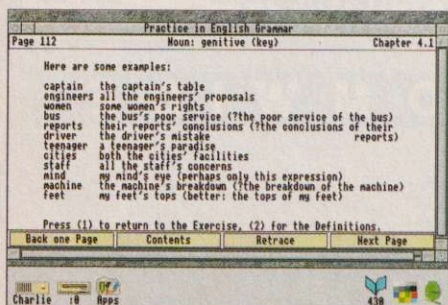 Practice in English Grammar
Page 112 Noun: genitive (key) Chapter 4.1
Here are some examples:
captain the captain's table
engineers all the engineers' proposals
women some women's rights
bus the bus's poor service (?the poor service of the bus)
reports their reports' conclusions (?the conclusions of their
driver the driver's mistake reports)
teenager a teenager's paradise
cities both the cities' facilities
staff all the staff's concerns
mind my mind's eye (perhaps only this expression)
machine the machine's breakdown (?the breakdown of the machine)
feet my feet's tops (better: the tops of my feet)
Press (1) to return to the Exercise, (2) for the Definitions.
Back one Page Contents Retrace Next Page
Charlie :0 Apps 430